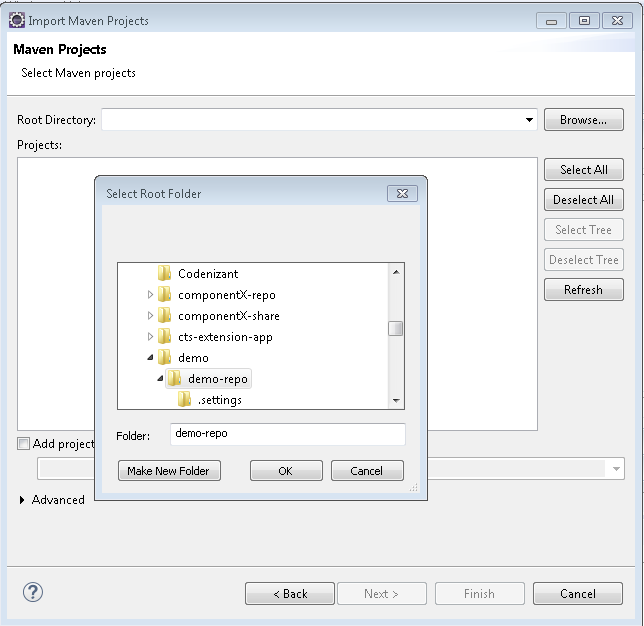 Import Maven Projects
Maven Projects
Select Maven projects
Root Directory:
Browse...
Projects:
Select All
Deselect All
Select Tree
Deselect Tree
Refresh
Select Root Folder
Codenizant
componentX-repo
componentX-share
cts-extension-app
demo
demo-repo
.settings
Folder: demo-repo
Make New Folder OK Cancel
Add project
Advanced
? < Back Next > Finish Cancel